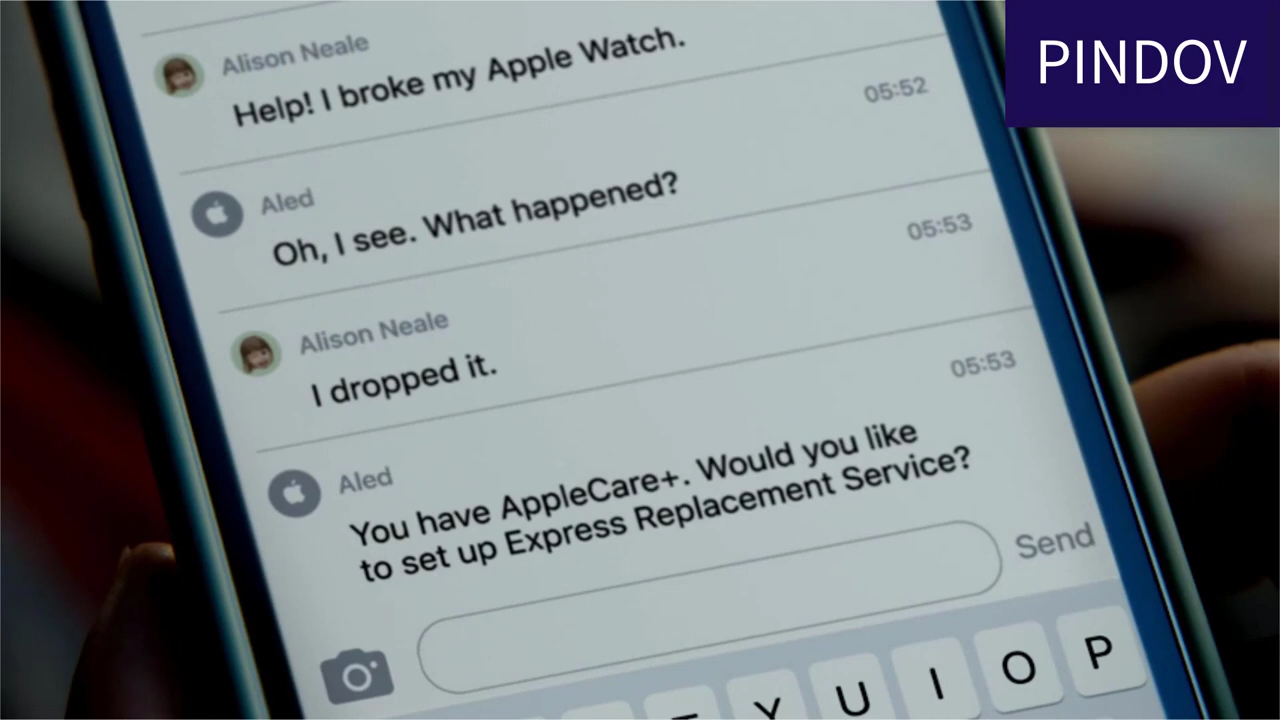 PINDOV
Alison Neale
Help! I broke my Apple Watch.
05:52
Aled
Oh, I see. What happened?
05:53
Alison Neale
I dropped it.
05:53
Aled
You have AppleCare+. Would you like
to set up Express Replacement Service?
Send
Y U I O P